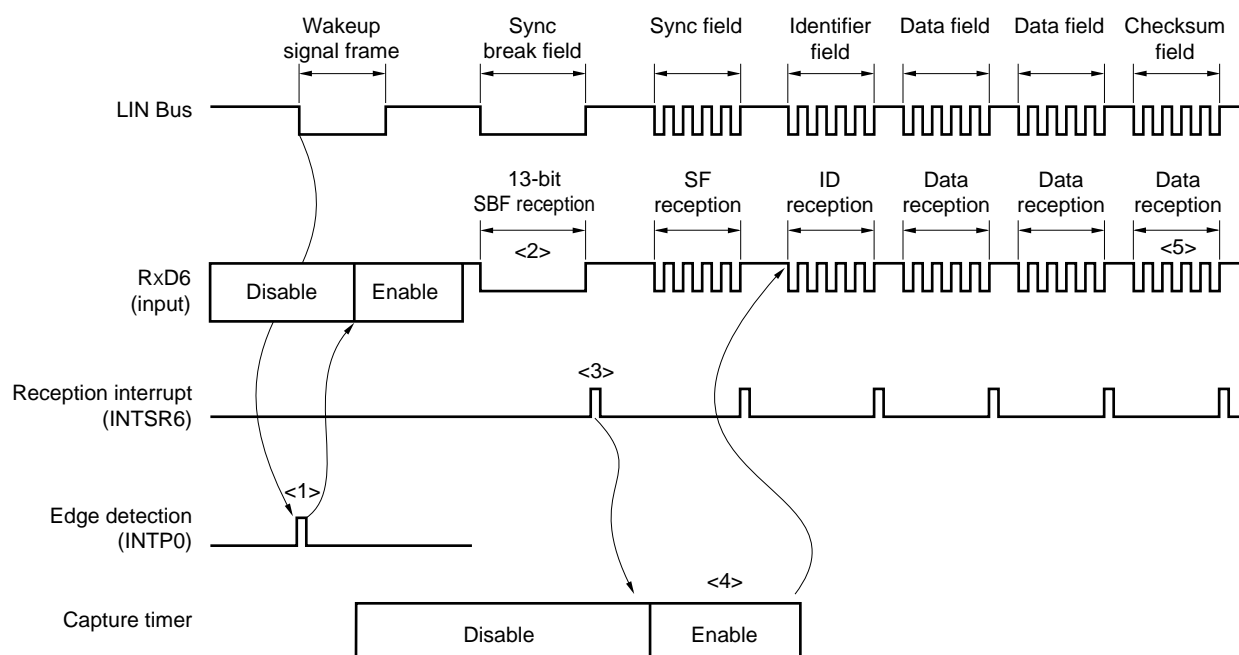 Wakeup
signal frame
Sync
break field
Sync field
Identifier
field
Data field
Data field
Checksum
field
LIN Bus
13-bit
SBF reception
SF
reception
ID
reception
Data
reception
Data
reception
Data
reception
<2>
<5>
RxD6
(input)
Disable
Enable
Reception interrupt
(INTSR6)
<3>
Edge detection
(INTP0)
<1>
Capture timer
Disable
<4>
Enable